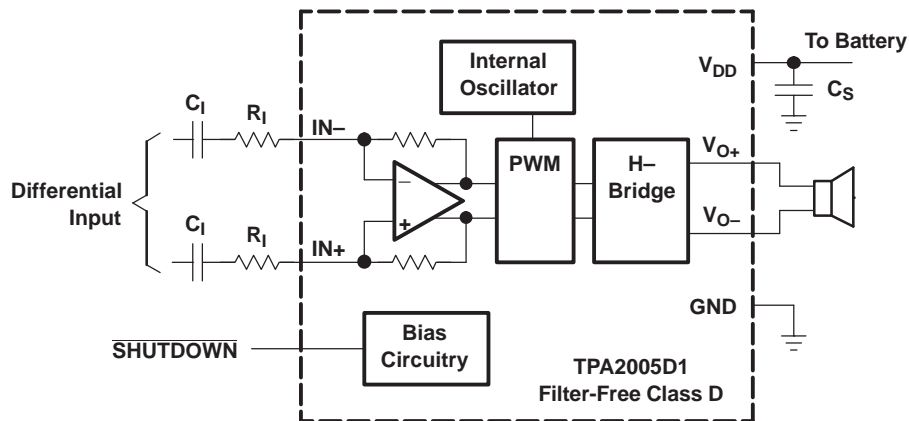 Internal
Oscillator
To Battery
VDD
CS
CI
RI
IN–
PWM
H–
Bridge
VO+
VO–
–
+
Differential
Input
CI
RI
IN+
GND
SHUTDOWN
Bias
Circuitry
TPA2005D1
Filter-Free Class D